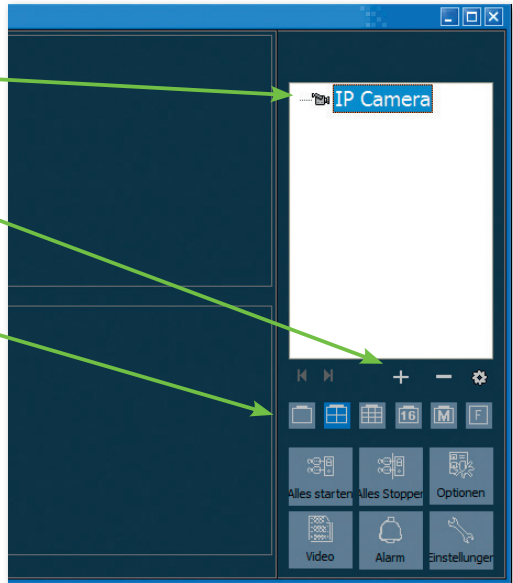 IP Camera
16 M F
Alles starten Alles Stoppen Optionen
Video Alarm Einstellungen